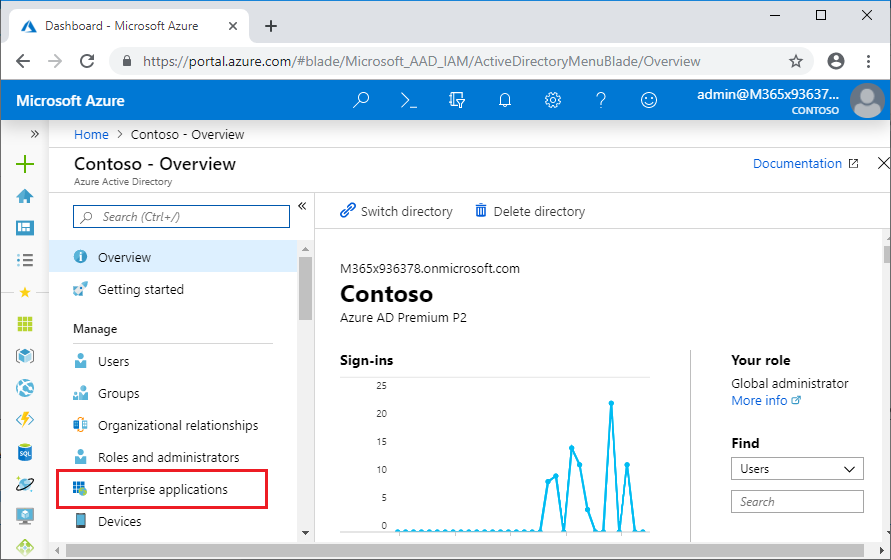 Dashboard - Microsoft Azure
https://portal.azure.com/#blade/Microsoft_AAD_IAM/ActiveDirectoryMenuBlade/Overview
Microsoft Azure
admin@M365x93637...
CONTOSO
Home > Contoso - Overview
Contoso - Overview
Azure Active Directory
Documentation
Search (Ctrl+/)
Overview
Getting started
Manage
Users
Groups
Organizational relationships
Roles and administrators
Enterprise applications
Devices
Switch directory
Delete directory
M365x936378.onmicrosoft.com
Contoso
Azure AD Premium P2
Sign-ins
25
20
15
10
5
0
Your role
Global administrator
More info
Find
Users
Search
SQL